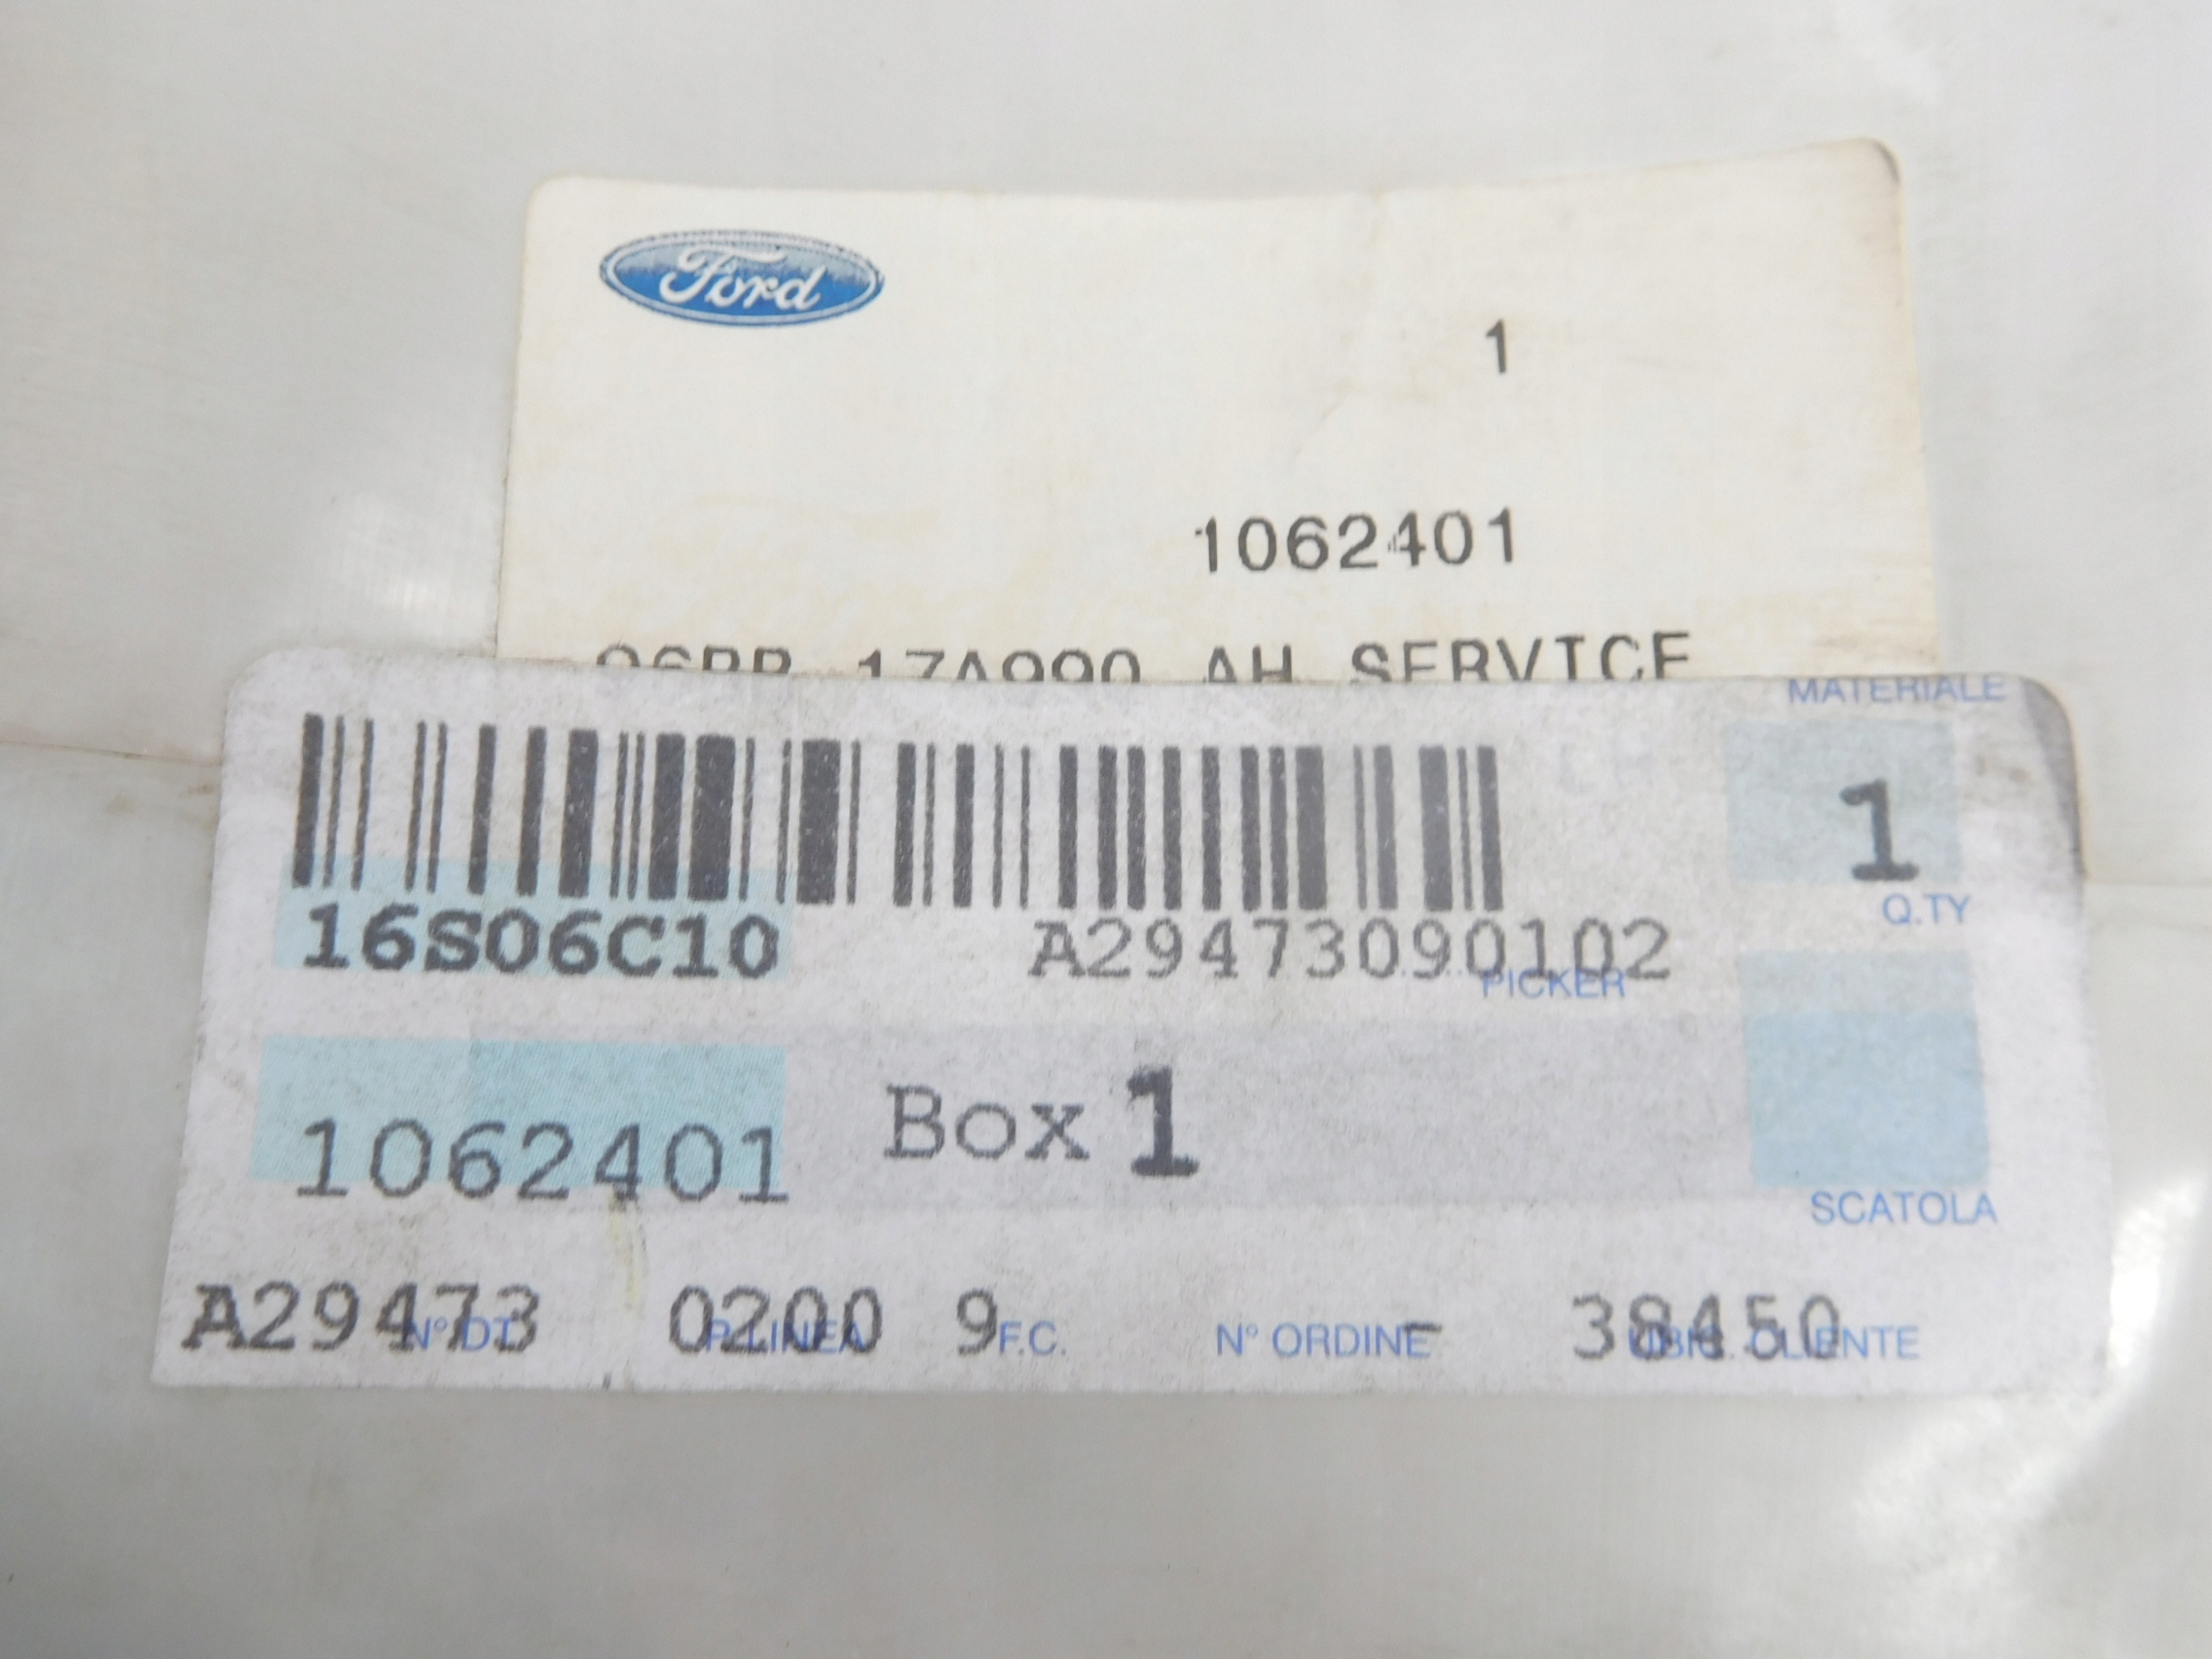 Ford
1
1062401
17A990 AH SERVICE
MATERIALE
1
Q.TY
16S06C10 A29473090102
PICKER
1062401 Box 1
SCATOLA
A29473 0200 9 - 38450
N° DT P. LINEA F.C. N° ORDINE UBIC. CLIENTE